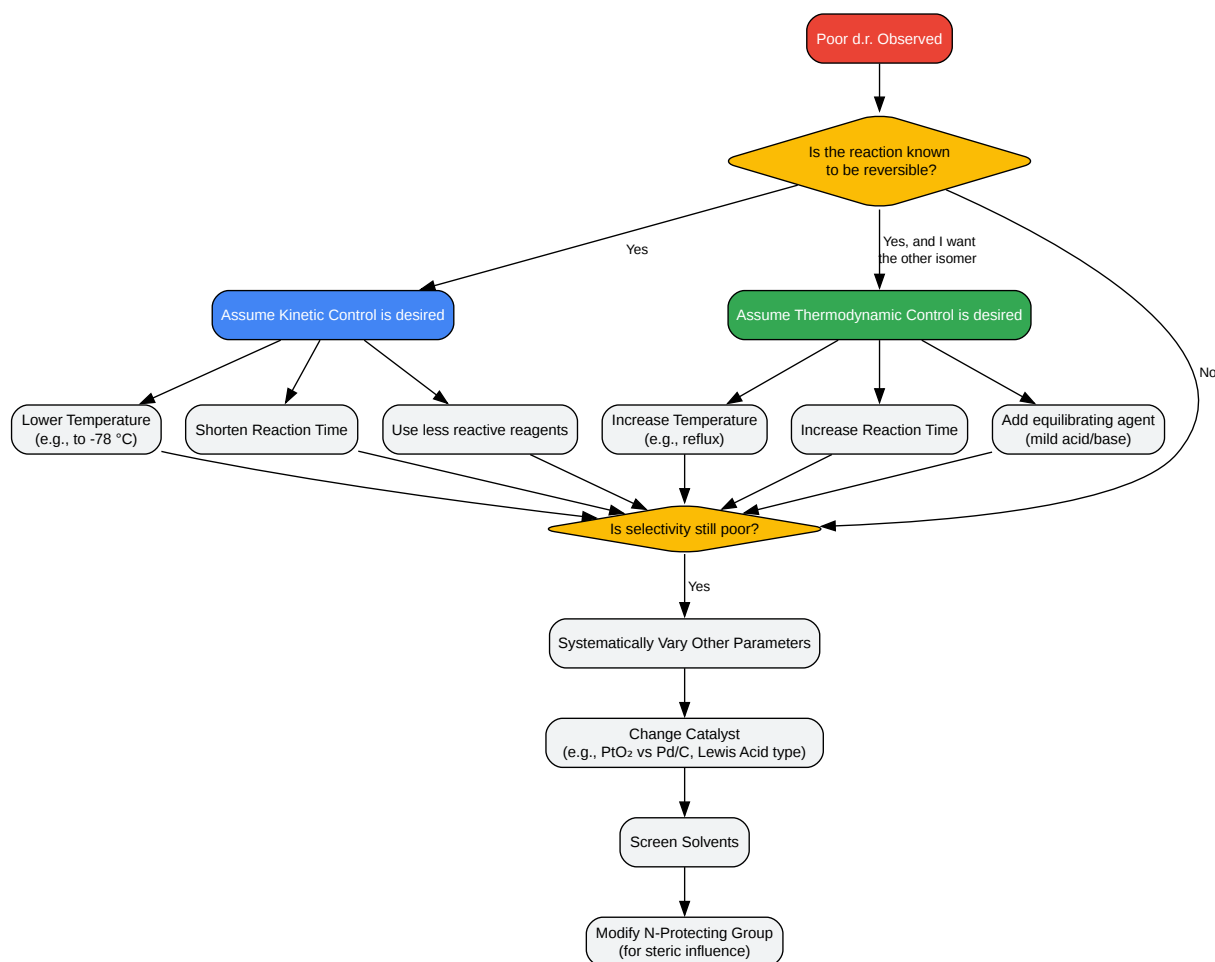 Poor d.r. Observed
Is the reaction known
to be reversible?
Yes
Yes, and I want
the other isomer
No
Assume Kinetic Control is desired
Assume Thermodynamic Control is desired
Lower Temperature
(e.g., to -78 °C)
Shorten Reaction Time
Use less reactive reagents
Increase Temperature
(e.g., reflux)
Increase Reaction Time
Add equilibrating agent
(mild acid/base)
Is selectivity still poor?
Yes
Systematically Vary Other Parameters
Change Catalyst
(e.g., PtO₂ vs Pd/C, Lewis Acid type)
Screen Solvents
Modify N-Protecting Group
(for steric influence)